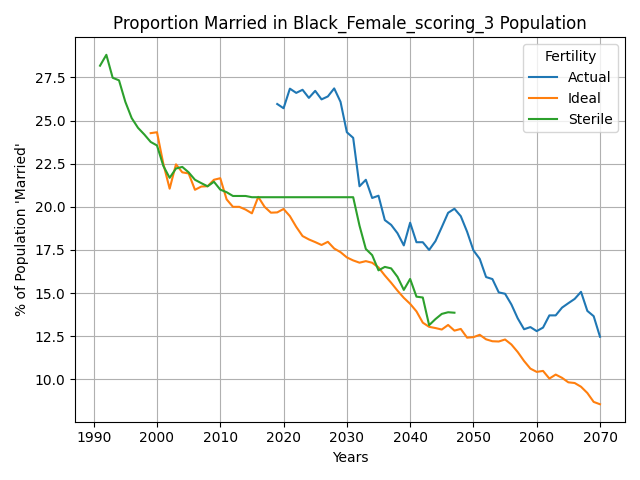 Proportion Married in Black_Female_scoring_3 Population
% of Population 'Married'
27.5
25.0
22.5
20.0
17.5
15.0
12.5
10.0
Fertility
Actual
Ideal
Sterile
1990 2000 2010 2020 2030 2040 2050 2060 2070
Years